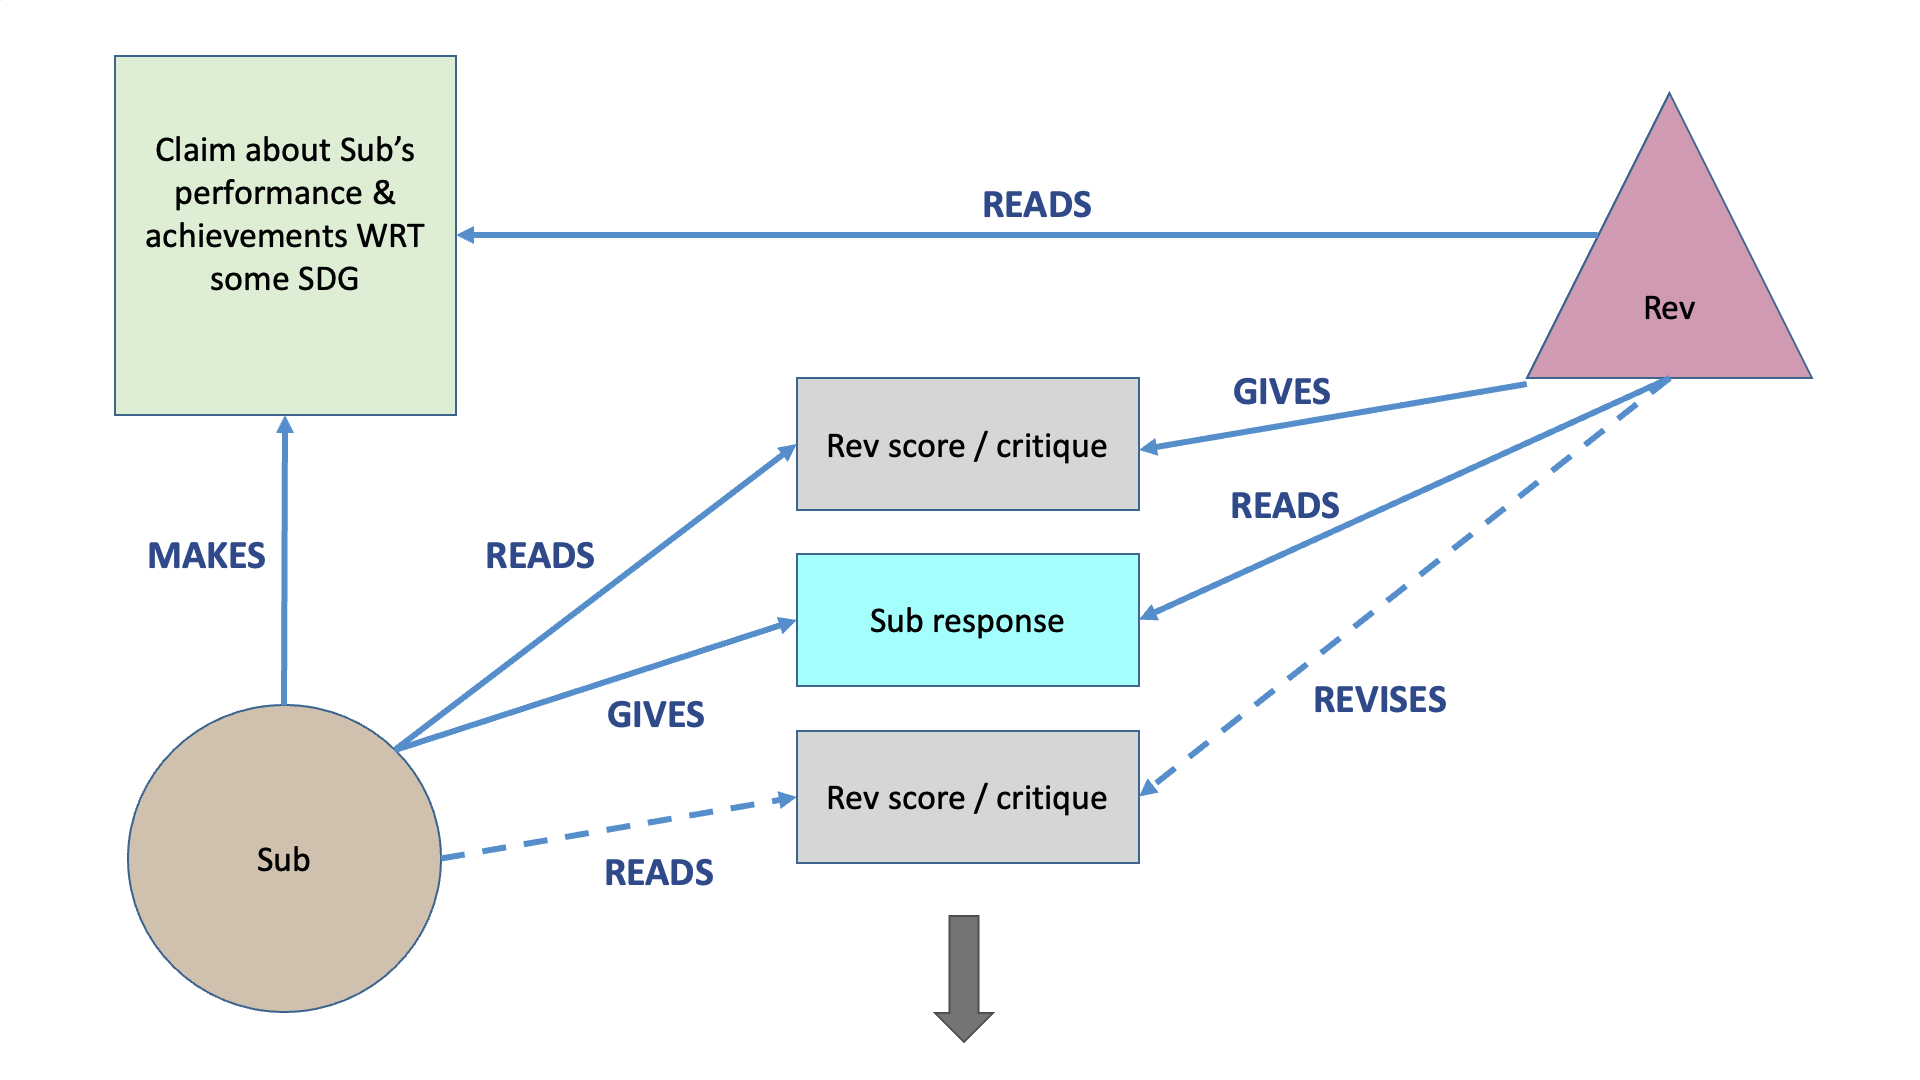 Claim about Sub’s
performance &
achievements WRT
some SDG
READS
Rev
GIVES
Rev score / critique
READS
MAKES
READS
Sub response
GIVES
REVISES
Rev score / critique
Sub
READS